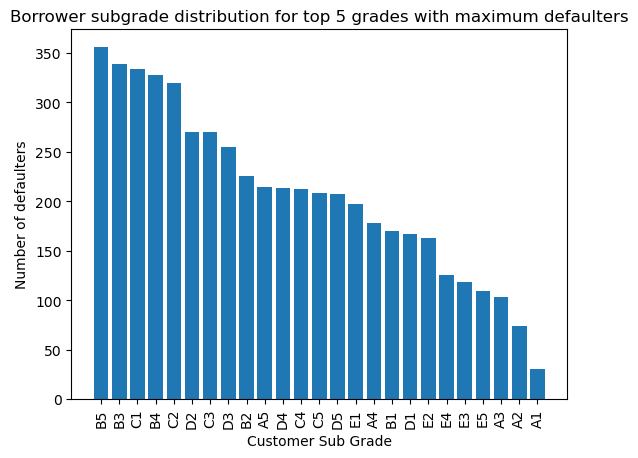 Borrower subgrade distribution for top 5 grades with maximum defaulters
350
300
250
200
150
100
50
0
Number of defaulters
B5 B3 C1 B4 C2 D2 C3 D3 B2 A5 D4 C4 C5 D5 E1 A4 B1 D1 E2 E4 E3 E5 A3 A2 A1
Customer Sub Grade